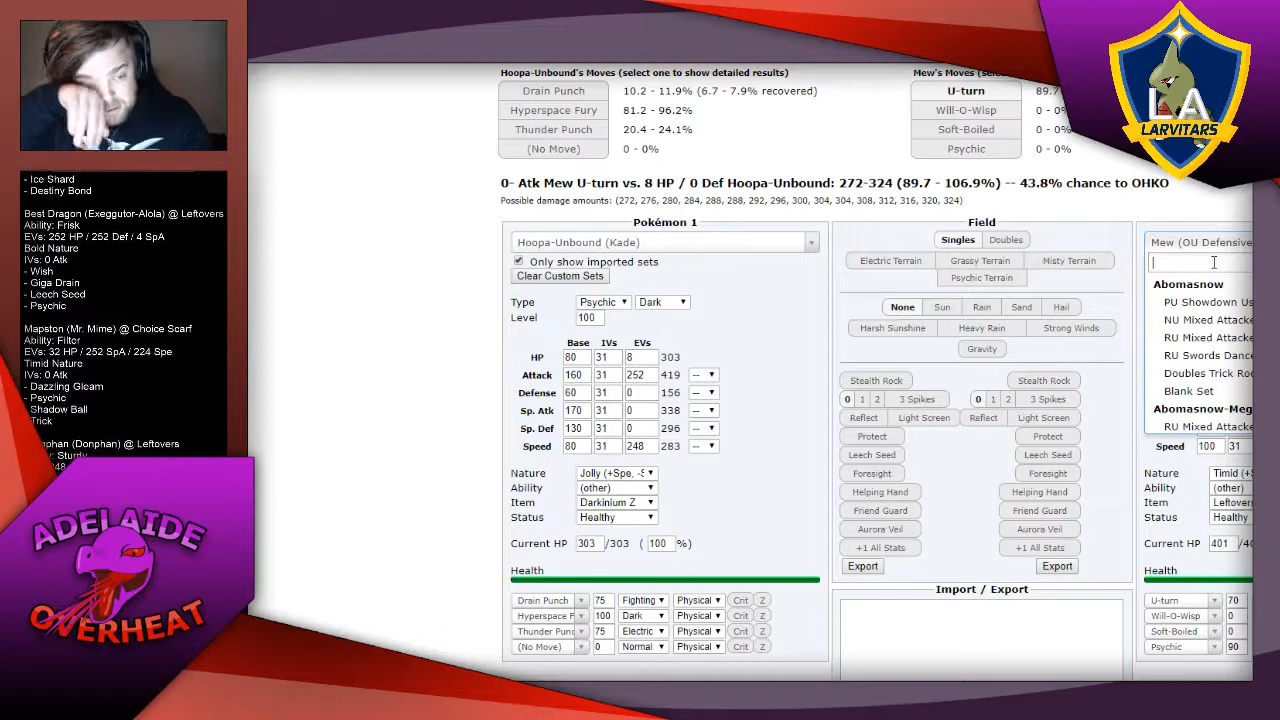 - Ice Shard
- Destiny Bond
Best Dragon (Exeggutor-Alola) @ Leftovers
Ability: Frisk
EVs: 252 HP / 252 Def / 4 SpA
Bold Nature
IVs: 0 Atk
- Wish
- Giga Drain
- Leech Seed
- Psychic
Mapston (Mr. Mime) @ Choice Scarf
Ability: Filter
EVs: 32 HP / 252 SpA / 224 Spe
Timid Nature
IVs: 0 Atk
- Dazzling Gleam
- Psychic
- Shadow Ball
Trick
(Donphan) @ Leftovers
Sturdy
ADELAIDE
OVERHEAT
LA
LARVITARS
Hoopa-Unbound's Moves (select one to show detailed results)
Drain Punch 10.2 - 11.9% (6.7 - 7.9% recovered)
Hyperspace Fury 81.2 - 96.2%
Thunder Punch 20.4 - 24.1%
(No Move) 0 - 0%
Mew's Moves
U-turn 89.7
Will-O-Wisp 0 - 0%
Soft-Boiled 0 - 0%
Psychic 0 - 0%
0- Atk Mew U-turn vs. 8 HP / 0 Def Hoopa-Unbound: 272-324 (89.7 - 106.9%) -- 43.8% chance to OHKO
Possible damage amounts: (272, 276, 280, 284, 288, 288, 292, 296, 300, 304, 304, 308, 312, 316, 320, 324)
Pokémon 1
Hoopa-Unbound (Kade)
Only show imported sets
Clear Custom Sets
Type Psychic Dark
Level 100
Base IVs EVs
HP 80 31 8 303
Attack 160 31 252 419 --
Defense 60 31 0 156 --
Sp. Atk 170 31 0 338 --
Sp. Def 130 31 0 296 --
Speed 80 31 248 283 --
Nature Jolly (+Spe, -S
Ability (other)
Item Darkinium Z
Status Healthy
Current HP 303 /303 ( 100 %)
Health
Drain Punch 75 Fighting Physical Crit Z
Hyperspace F 100 Dark Physical Crit Z
Thunder Punc 75 Electric Physical Crit Z
(No Move) 0 Normal Physical Crit Z
Field
Singles Doubles
Electric Terrain Grassy Terrain Misty Terrain
Psychic Terrain
None Sun Rain Sand Hail
Harsh Sunshine Heavy Rain Strong Winds
Gravity
Stealth Rock Stealth Rock
0 1 2 3 Spikes 0 1 2 3 Spikes
Reflect Light Screen Reflect Light Screen
Protect Protect
Leech Seed Leech Seed
Foresight Foresight
Helping Hand Helping Hand
Friend Guard Friend Guard
Aurora Veil Aurora Veil
+1 All Stats +1 All Stats
Export Export
Import / Export
Mew (OU Defensive
Abomasnow
PU Showdown Us
NU Mixed Attacke
RU Mixed Attacke
RU Swords Danc
Doubles Trick Ro
Blank Set
Abomasnow-Meg
RU Mixed Attacke
Speed 100 31
Nature Timid (+S
Ability (other)
Item Leftovers
Status Healthy
Current HP 401 /40
Health
U-turn 70
Will-O-Wisp 0
Soft-Boiled 0
Psychic 90